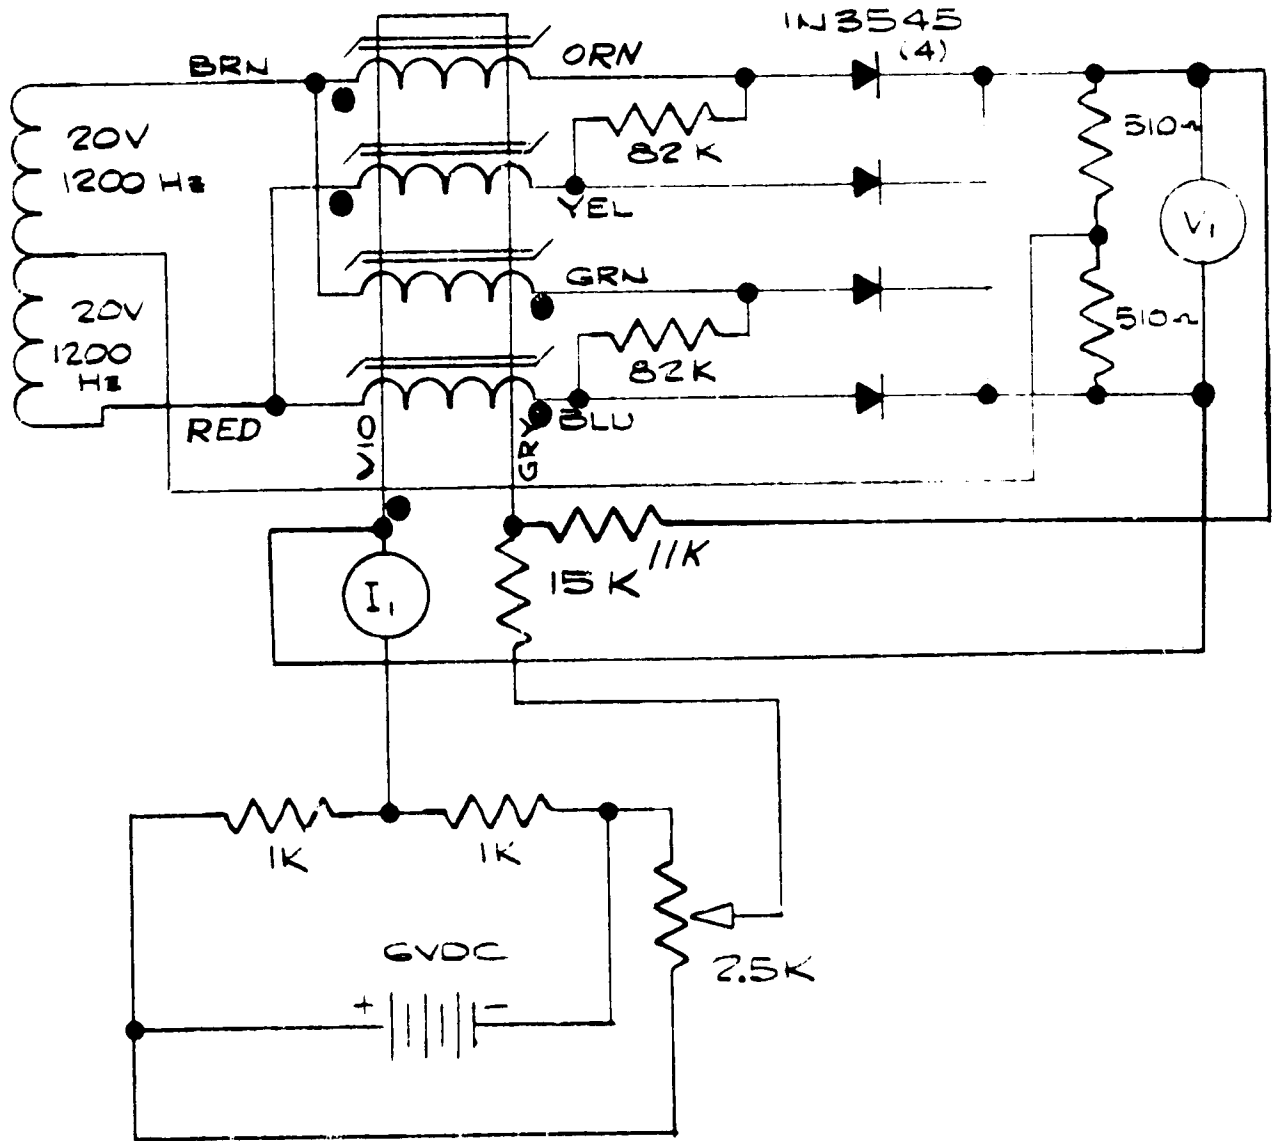 1N3545
(4)
BRN
ORN
20V
1200 Hz
82K
510Ω
YEL
V1
GRN
20V
1200
Hz
82K
510Ω
RED
VIO
GRY
BLU
11K
15K
I1
1K
1K
6VDC
+
-
2.5K